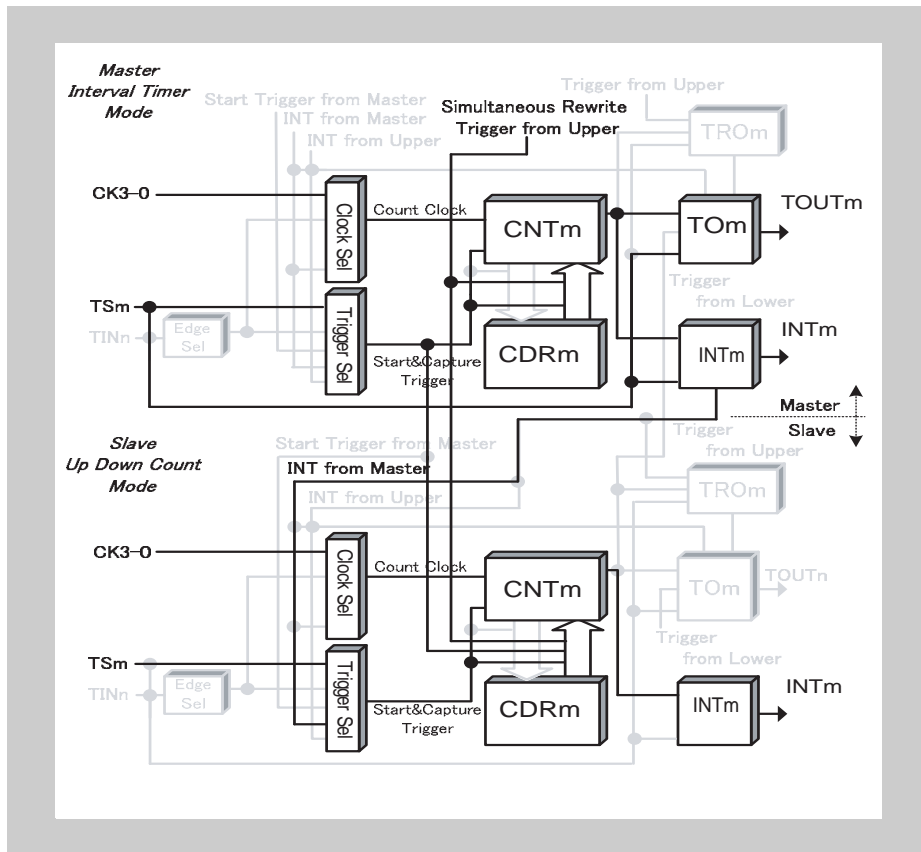 Master
Interval Timer
Mode
Trigger from Upper
Start Trigger from Master
INT from Master
INT from Upper
Simultaneous Rewrite
Trigger from Upper
TROm
CK3-0
Clock Sel
Count Clock
CNTm
TOm
TOUTm
TSm
TINn
Edge
Sel
Trigger Sel
Start&Capture
Trigger
CDRm
Trigger
from Lower
INTm
INTm
Master
Slave
Slave
Up Down Count
Mode
Start Trigger from Master
INT from Master
INT from Upper
Trigger
from Upper
TROm
CK3-0
Clock Sel
Count Clock
CNTm
TOm
TOUTn
Trigger
from Lower
TSm
TINn
Edge
Sel
Trigger Sel
Start&Capture
Trigger
CDRm
INTm
INTm